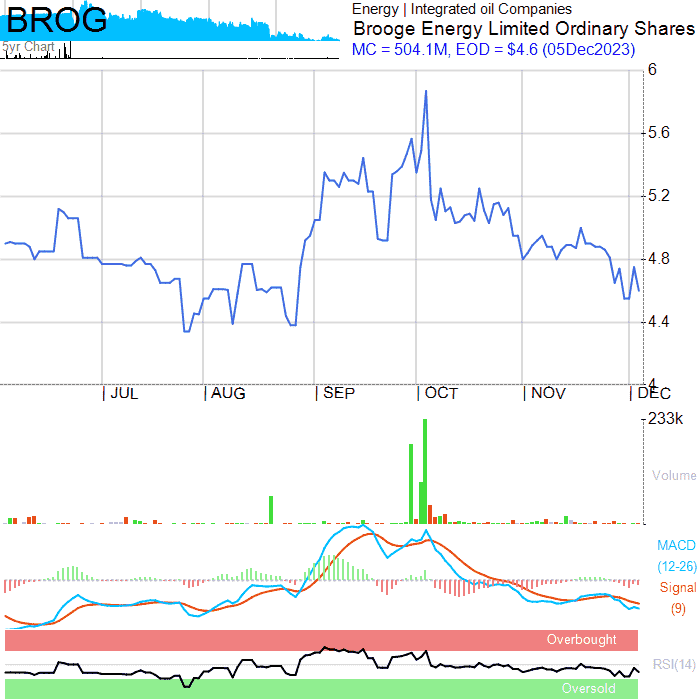 BROG
5yr Chart
Energy | Integrated oil Companies
Brooge Energy Limited Ordinary Shares
MC = 504.1M, EOD = $4.6 (05Dec2023)
6
5.6
5.2
4.8
4.4
4
JUL AUG SEP OCT NOV DEC
233k
Volume
MACD
(12-26)
Signal
(9)
Overbought
RSI(14)
Oversold